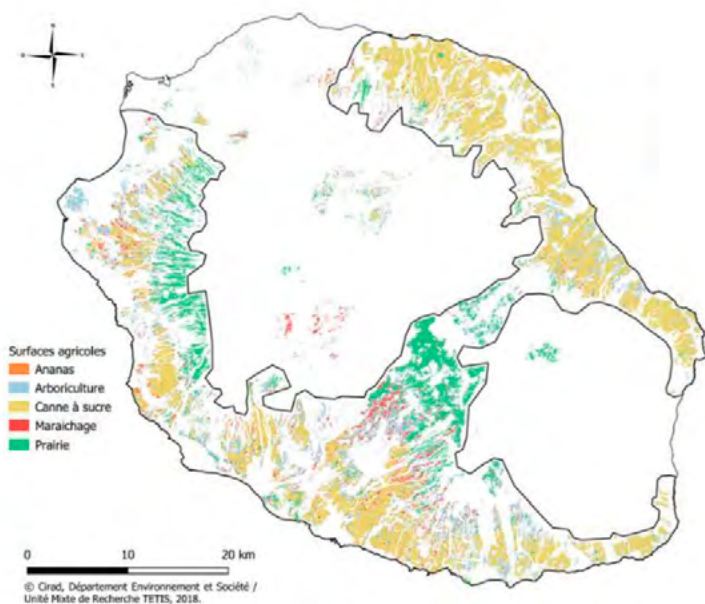 Surfaces agricoles
Ananas
Arboriculture
Canne à sucre
Maraichage
Prairie
0 10 20 km
© Cirad, Département Environnement et Société /
Unité Mixte de Recherche TETIS, 2018.